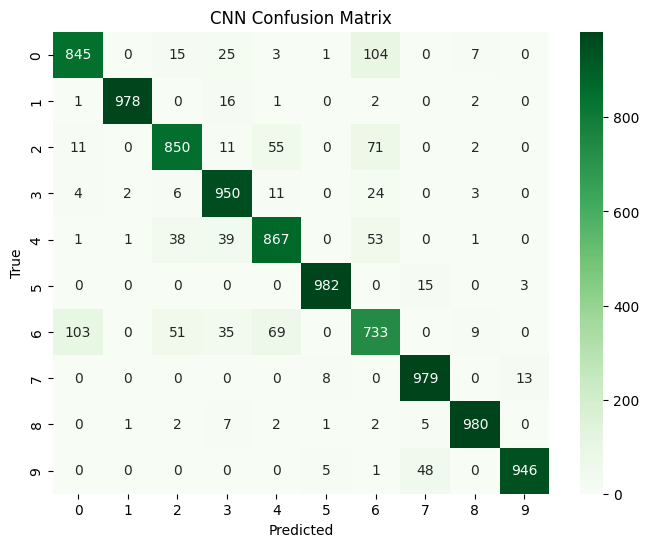 CNN Confusion Matrix
0 845 0 15 25 3 1 104 0 7 0
1 1 978 0 16 1 0 2 0 2 0
2 11 0 850 11 55 0 71 0 2 0
3 4 2 6 950 11 0 24 0 3 0
4 1 1 38 39 867 0 53 0 1 0
5 0 0 0 0 0 982 0 15 0 3
6 103 0 51 35 69 0 733 0 9 0
7 0 0 0 0 0 8 0 979 0 13
8 0 1 2 7 2 1 2 5 980 0
9 0 0 0 0 0 5 1 48 0 946
0 1 2 3 4 5 6 7 8 9
Predicted
True
800
600
400
200
0